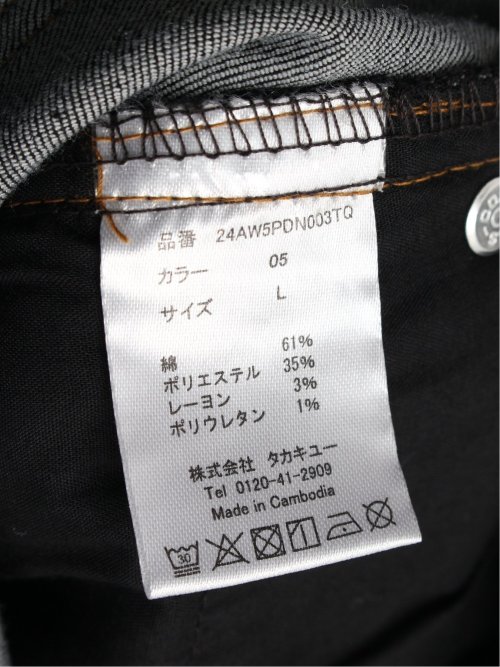 品番 24AW5PDN003TQ
カラー 05
サイズ L
綿 61%
ポリエステル 35%
レーヨン 3%
ポリウレタン 1%
株式会社 タカキユー
Tel 0120-41-2909
Made in Cambodia
30